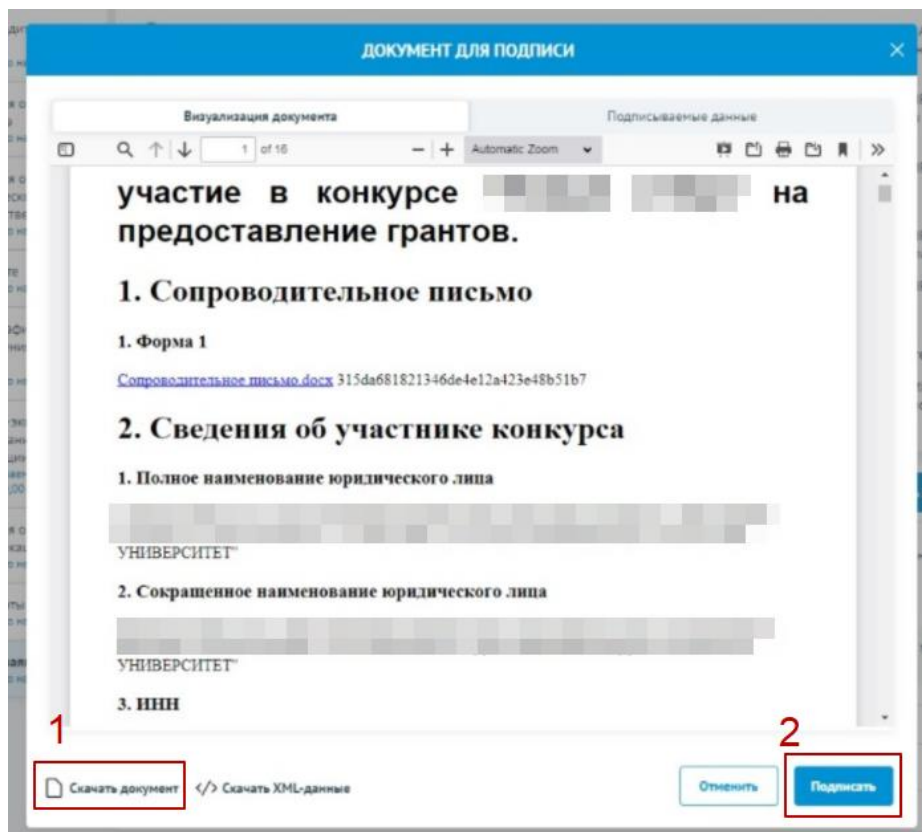 ДОКУМЕНТ ДЛЯ ПОДПИСИ
Визуализация документа
Подписываемые данные
1 of 16
Automatic Zoom
участие в конкурсе на
предоставление грантов.
1. Сопроводительное письмо
1. Форма 1
Сопроводительное письмо.docx 315da681821346de4e12a423e48b51b7
2. Сведения об участнике конкурса
1. Полное наименование юридического лица
УНИВЕРСИТЕТ"
2. Сокращенное наименование юридического лица
УНИВЕРСИТЕТ"
3. ИНН
1
2
Скачать документ
</> Скачать XML-данные
Отменить
Подписать